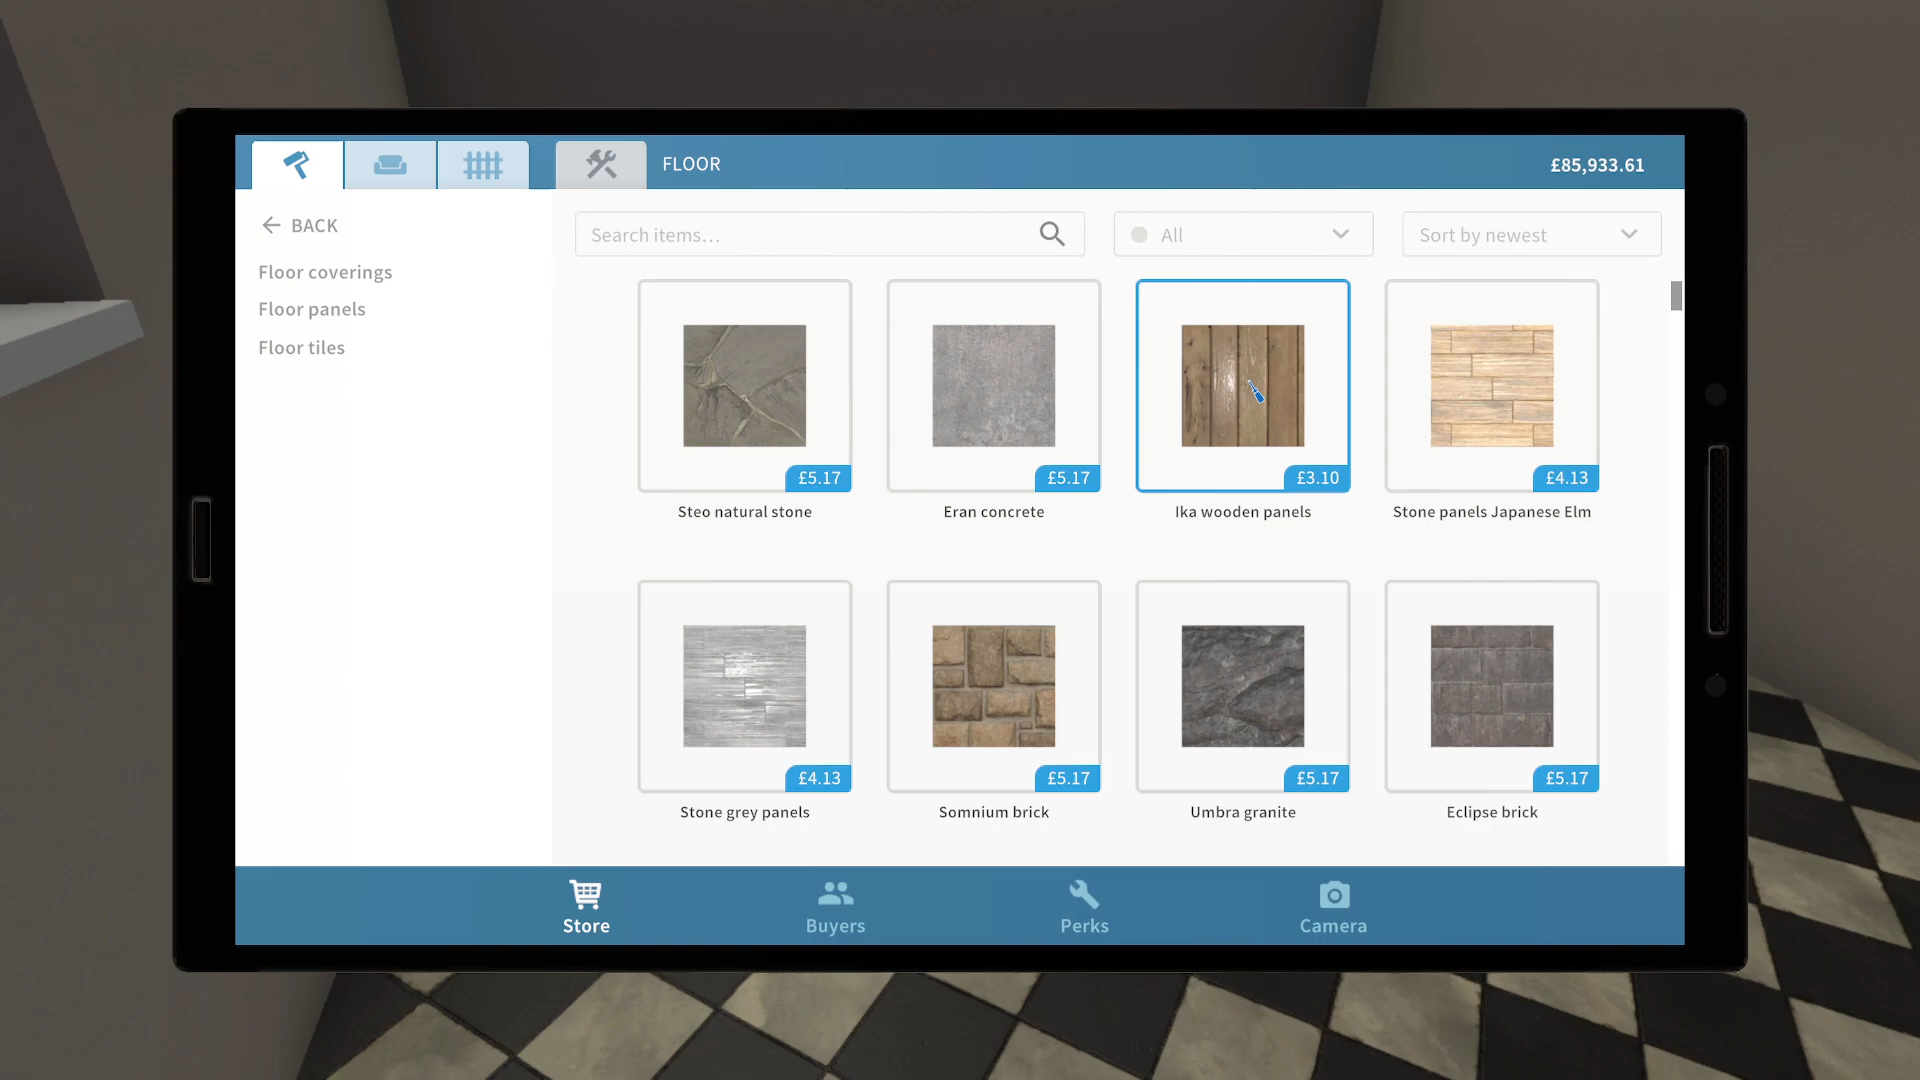 FLOOR
£85,933.61
BACK
Floor coverings
Floor panels
Floor tiles
Search items...
All
Sort by newest
£5.17
£5.17
£3.10
£4.13
Steo natural stone
Eran concrete
Ika wooden panels
Stone panels Japanese Elm
£4.13
£5.17
£5.17
£5.17
Stone grey panels
Somnium brick
Umbra granite
Eclipse brick
Store
Buyers
Perks
Camera